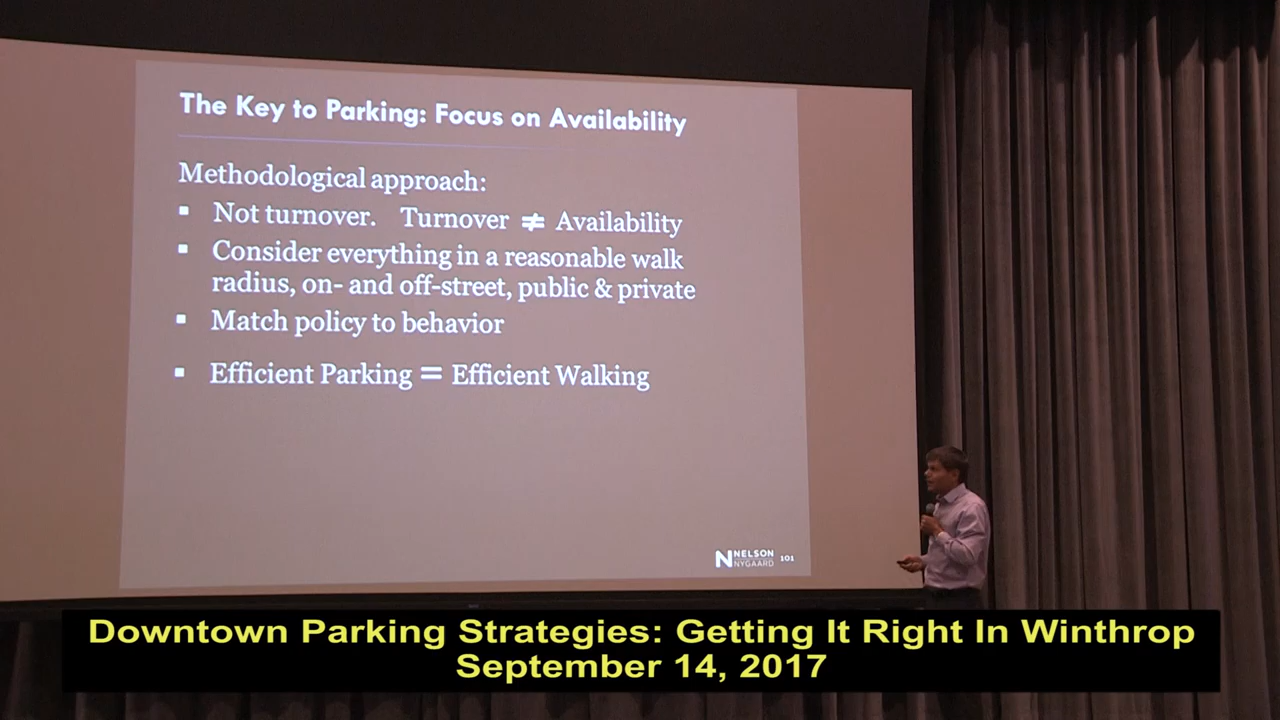 The Key to Parking: Focus on Availability
Methodological approach:
▪ Not turnover. Turnover ≠ Availability
▪ Consider everything in a reasonable walk
radius, on- and off-street, public & private
▪ Match policy to behavior
▪ Efficient Parking = Efficient Walking
N NELSON
NYGAARD 101
Downtown Parking Strategies: Getting It Right In Winthrop
September 14, 2017